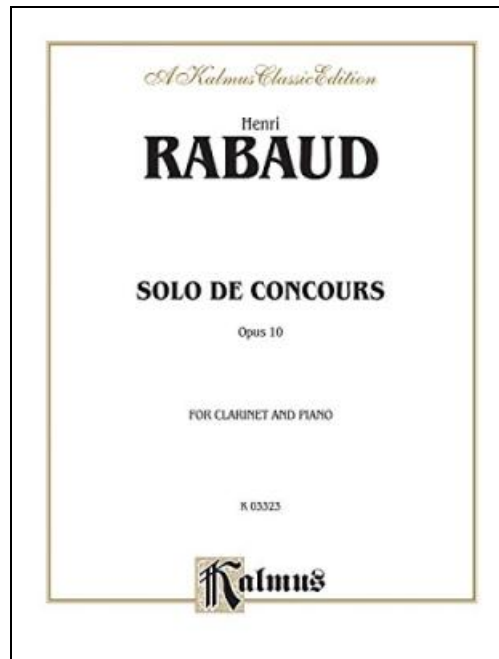 A Kalmus Classic Edition
Henri
RABAUD
SOLO DE CONCOURS
Opus 10
FOR CLARINET AND PIANO
K 03323
Kalmus